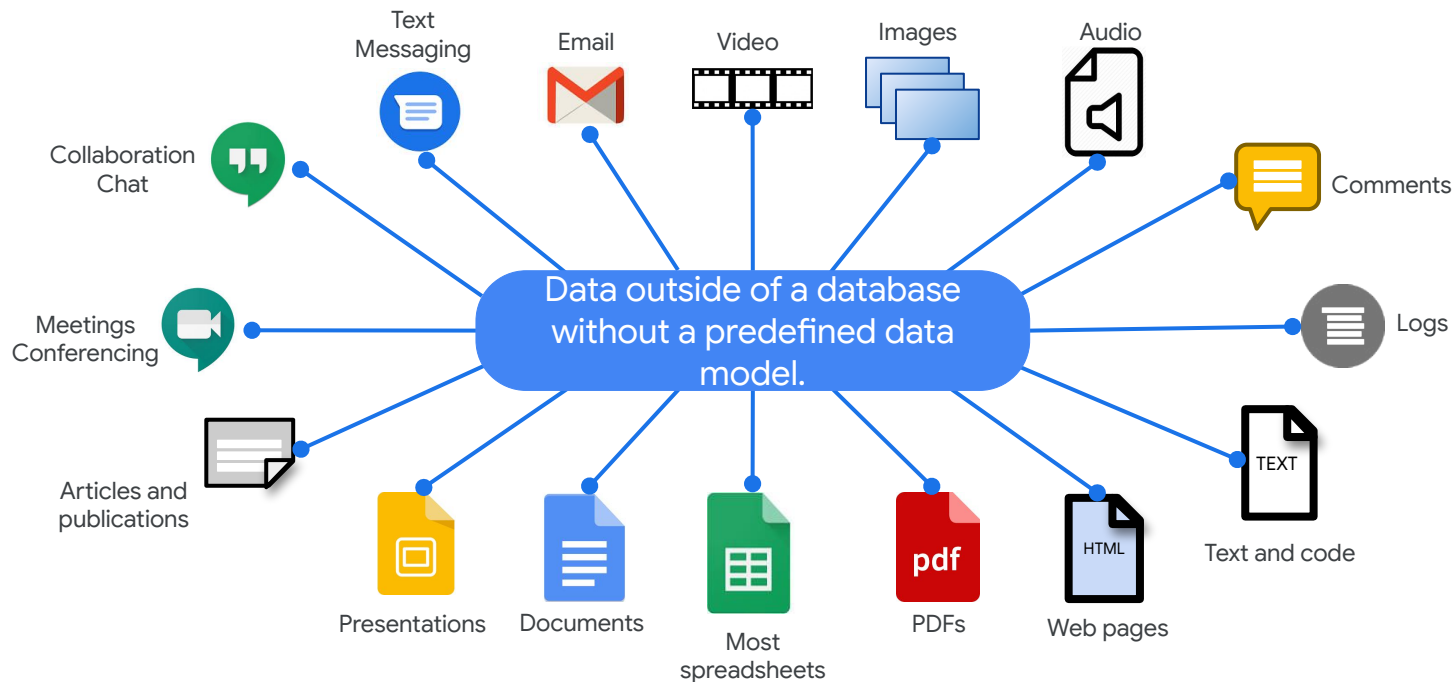 Text
Messaging
Email
Video
Images
Audio
Collaboration
Chat
Comments
Data outside of a database
without a predefined data
model.
Meetings
Conferencing
Logs
Articles and
publications
TEXT
Text and code
pdf
HTML
Presentations
Documents
Most
spreadsheets
PDFs
Web pages